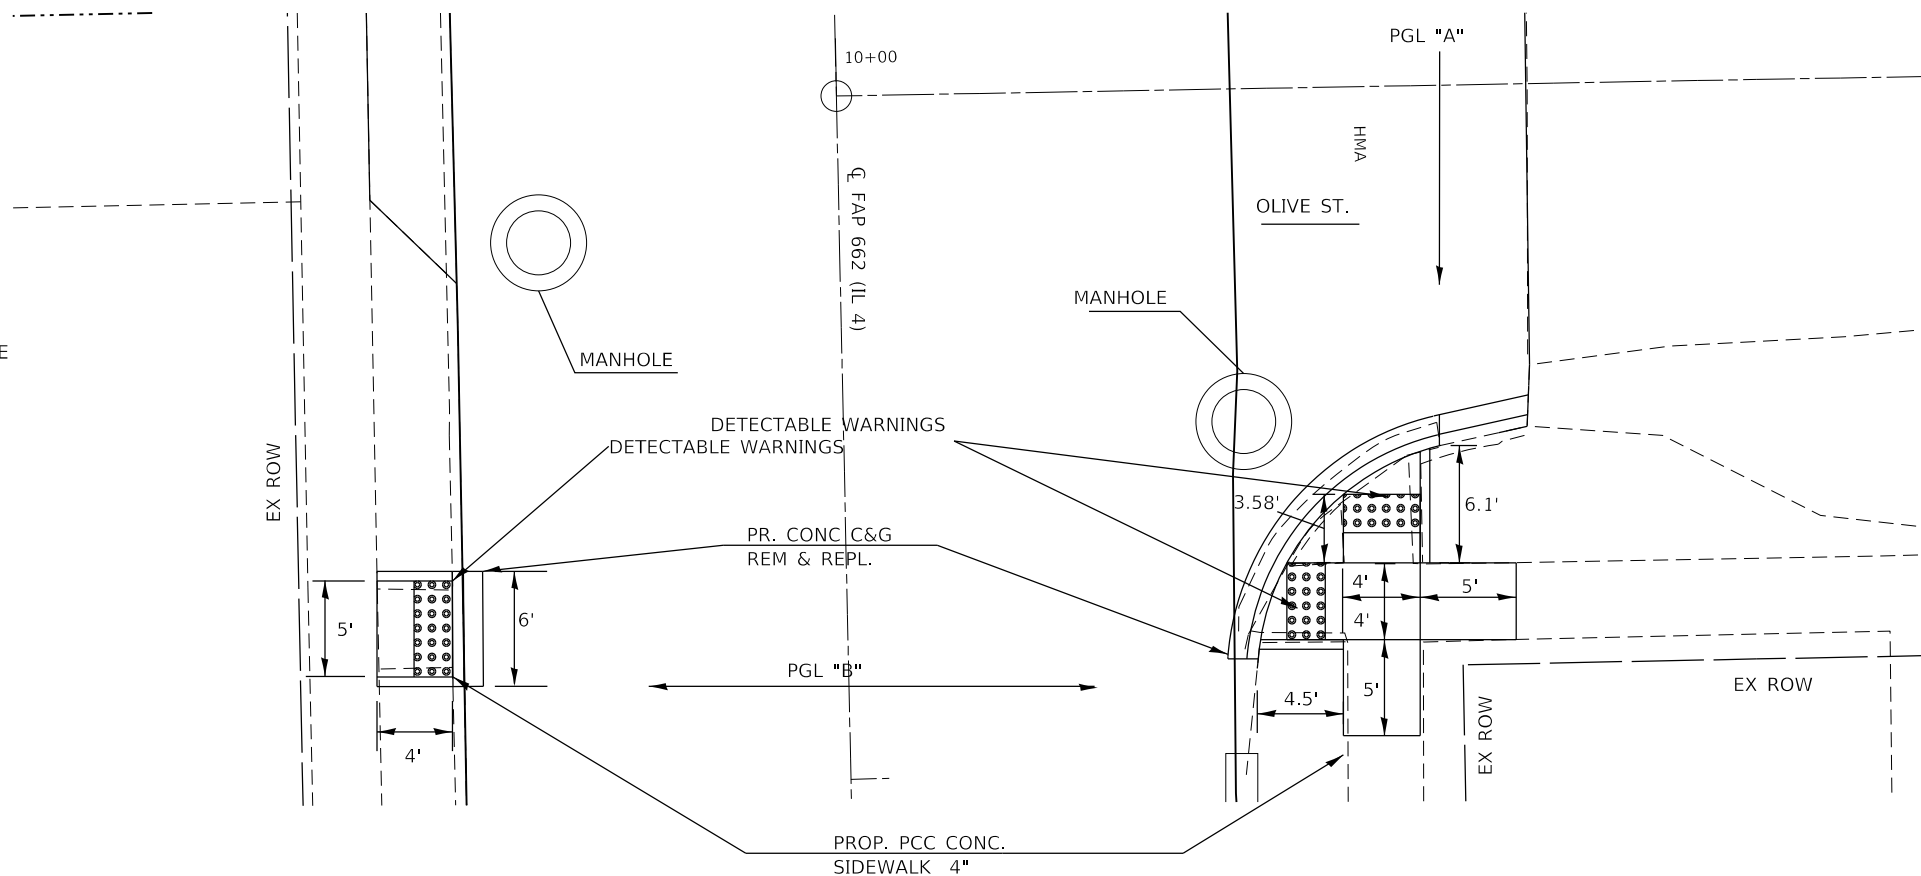 PGL "A"
10+00
HMA
℄ FAP 662 (IL 4)
OLIVE ST.
MANHOLE
E
MANHOLE
DETECTABLE WARNINGS
DETECTABLE WARNINGS
EX ROW
3.58'
6.1'
PR. CONC C&G
REM & REPL.
4'
5'
4'
5'
6'
PGL "B"
EX ROW
4.5'
5'
EX ROW
4'
PROP. PCC CONC.
SIDEWALK 4"